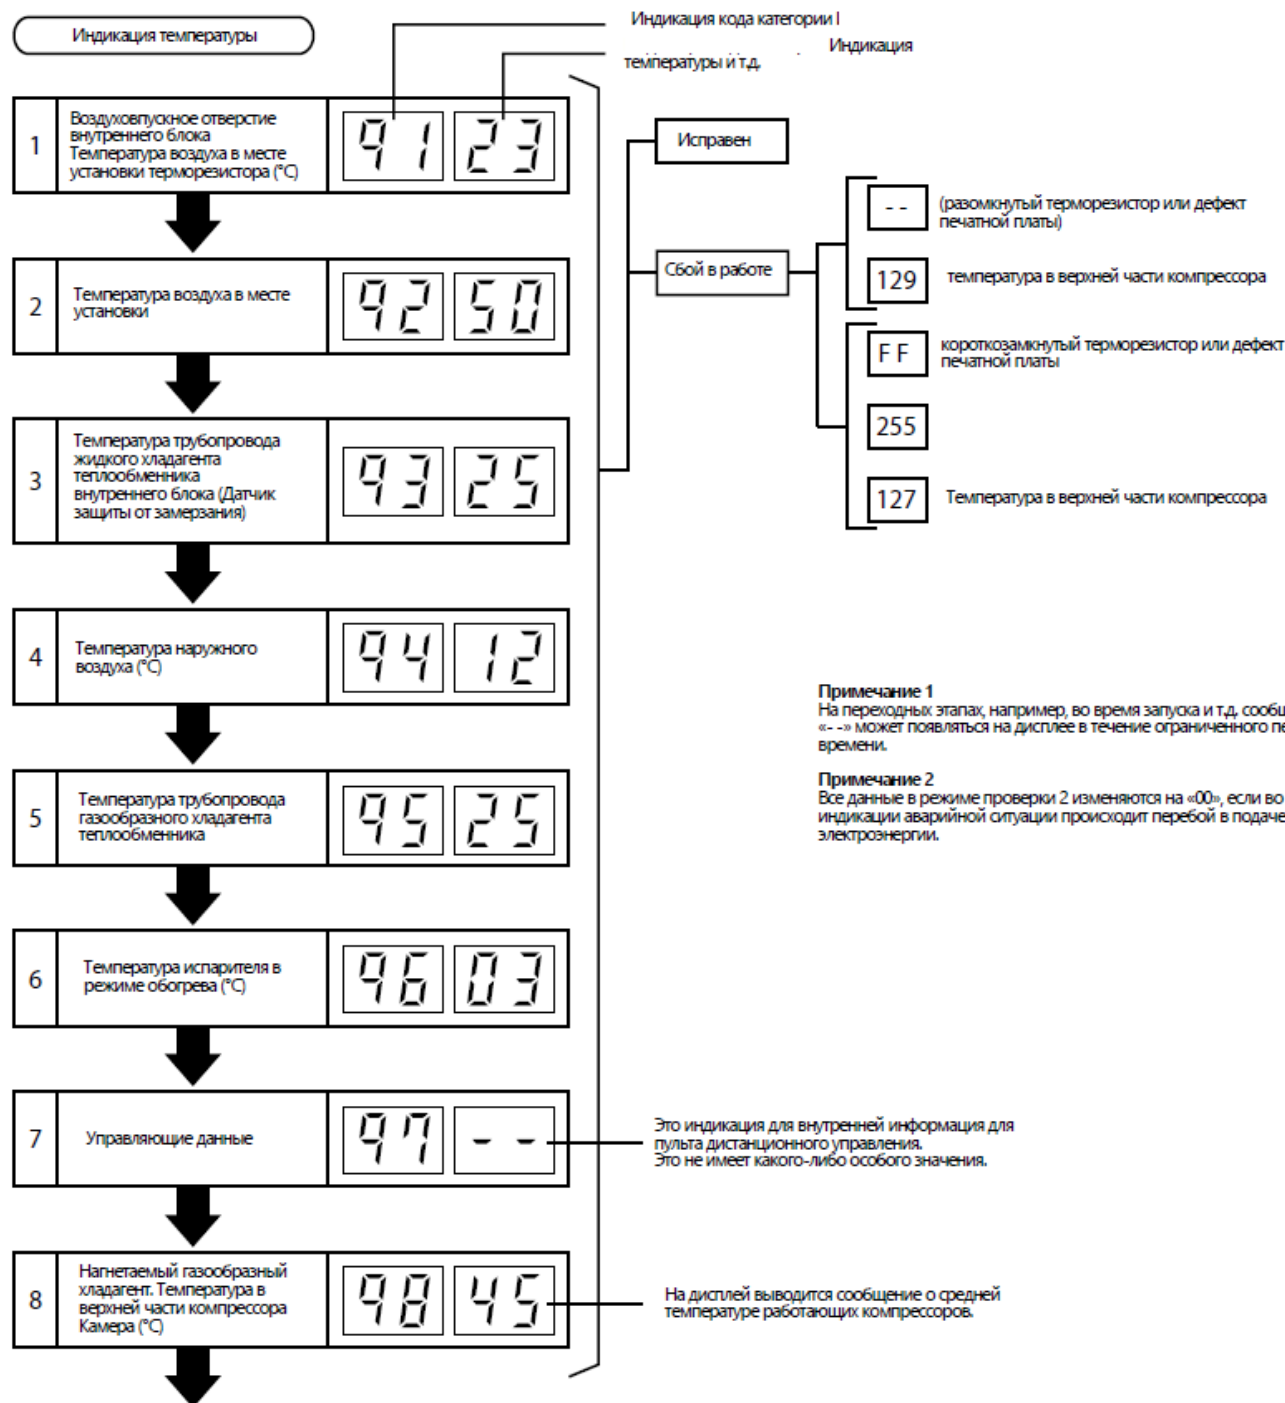 Индикация температуры
Индикация кода категории I
Индикация
температуры и т.д.
1
Воздуховпускное отверстие
внутреннего блока
Температура воздуха в месте
установки терморезистора (°C)
91 23
Исправен
Сбой в работе
- -
(разомкнутый терморезистор или дефект
печатной платы)
129
температура в верхней части компрессора
F F
короткозамкнутый терморезистор или дефект
печатной платы
255
127
Температура в верхней части компрессора
2
Температура воздуха в месте
установки
92 50
3
Температура трубопровода
жидкого хладагента
теплообменника
внутреннего блока (Датчик
защиты от замерзания)
93 25
4
Температура наружного
воздуха (°C)
94 12
Примечание 1
На переходных этапах, например, во время запуска и т.д. сообщ
«- -» может появляться на дисплее в течение ограниченного пе
времени.
Примечание 2
Все данные в режиме проверки 2 изменяются на «00», если во
индикации аварийной ситуации происходит перебой в подаче
электроэнергии.
5
Температура трубопровода
газообразного хладагента
теплообменника
95 25
6
Температура испарителя в
режиме обогрева (°C)
96 03
7
Управляющие данные
97 - -
Это индикация для внутренней информация для
пульта дистанционного управления.
Это не имеет какого-либо особого значения.
8
Нагнетаемый газообразный
хладагент. Температура в
верхней части компрессора
Камера (°C)
98 45
На дисплей выводится сообщение о средней
температуре работающих компрессоров.